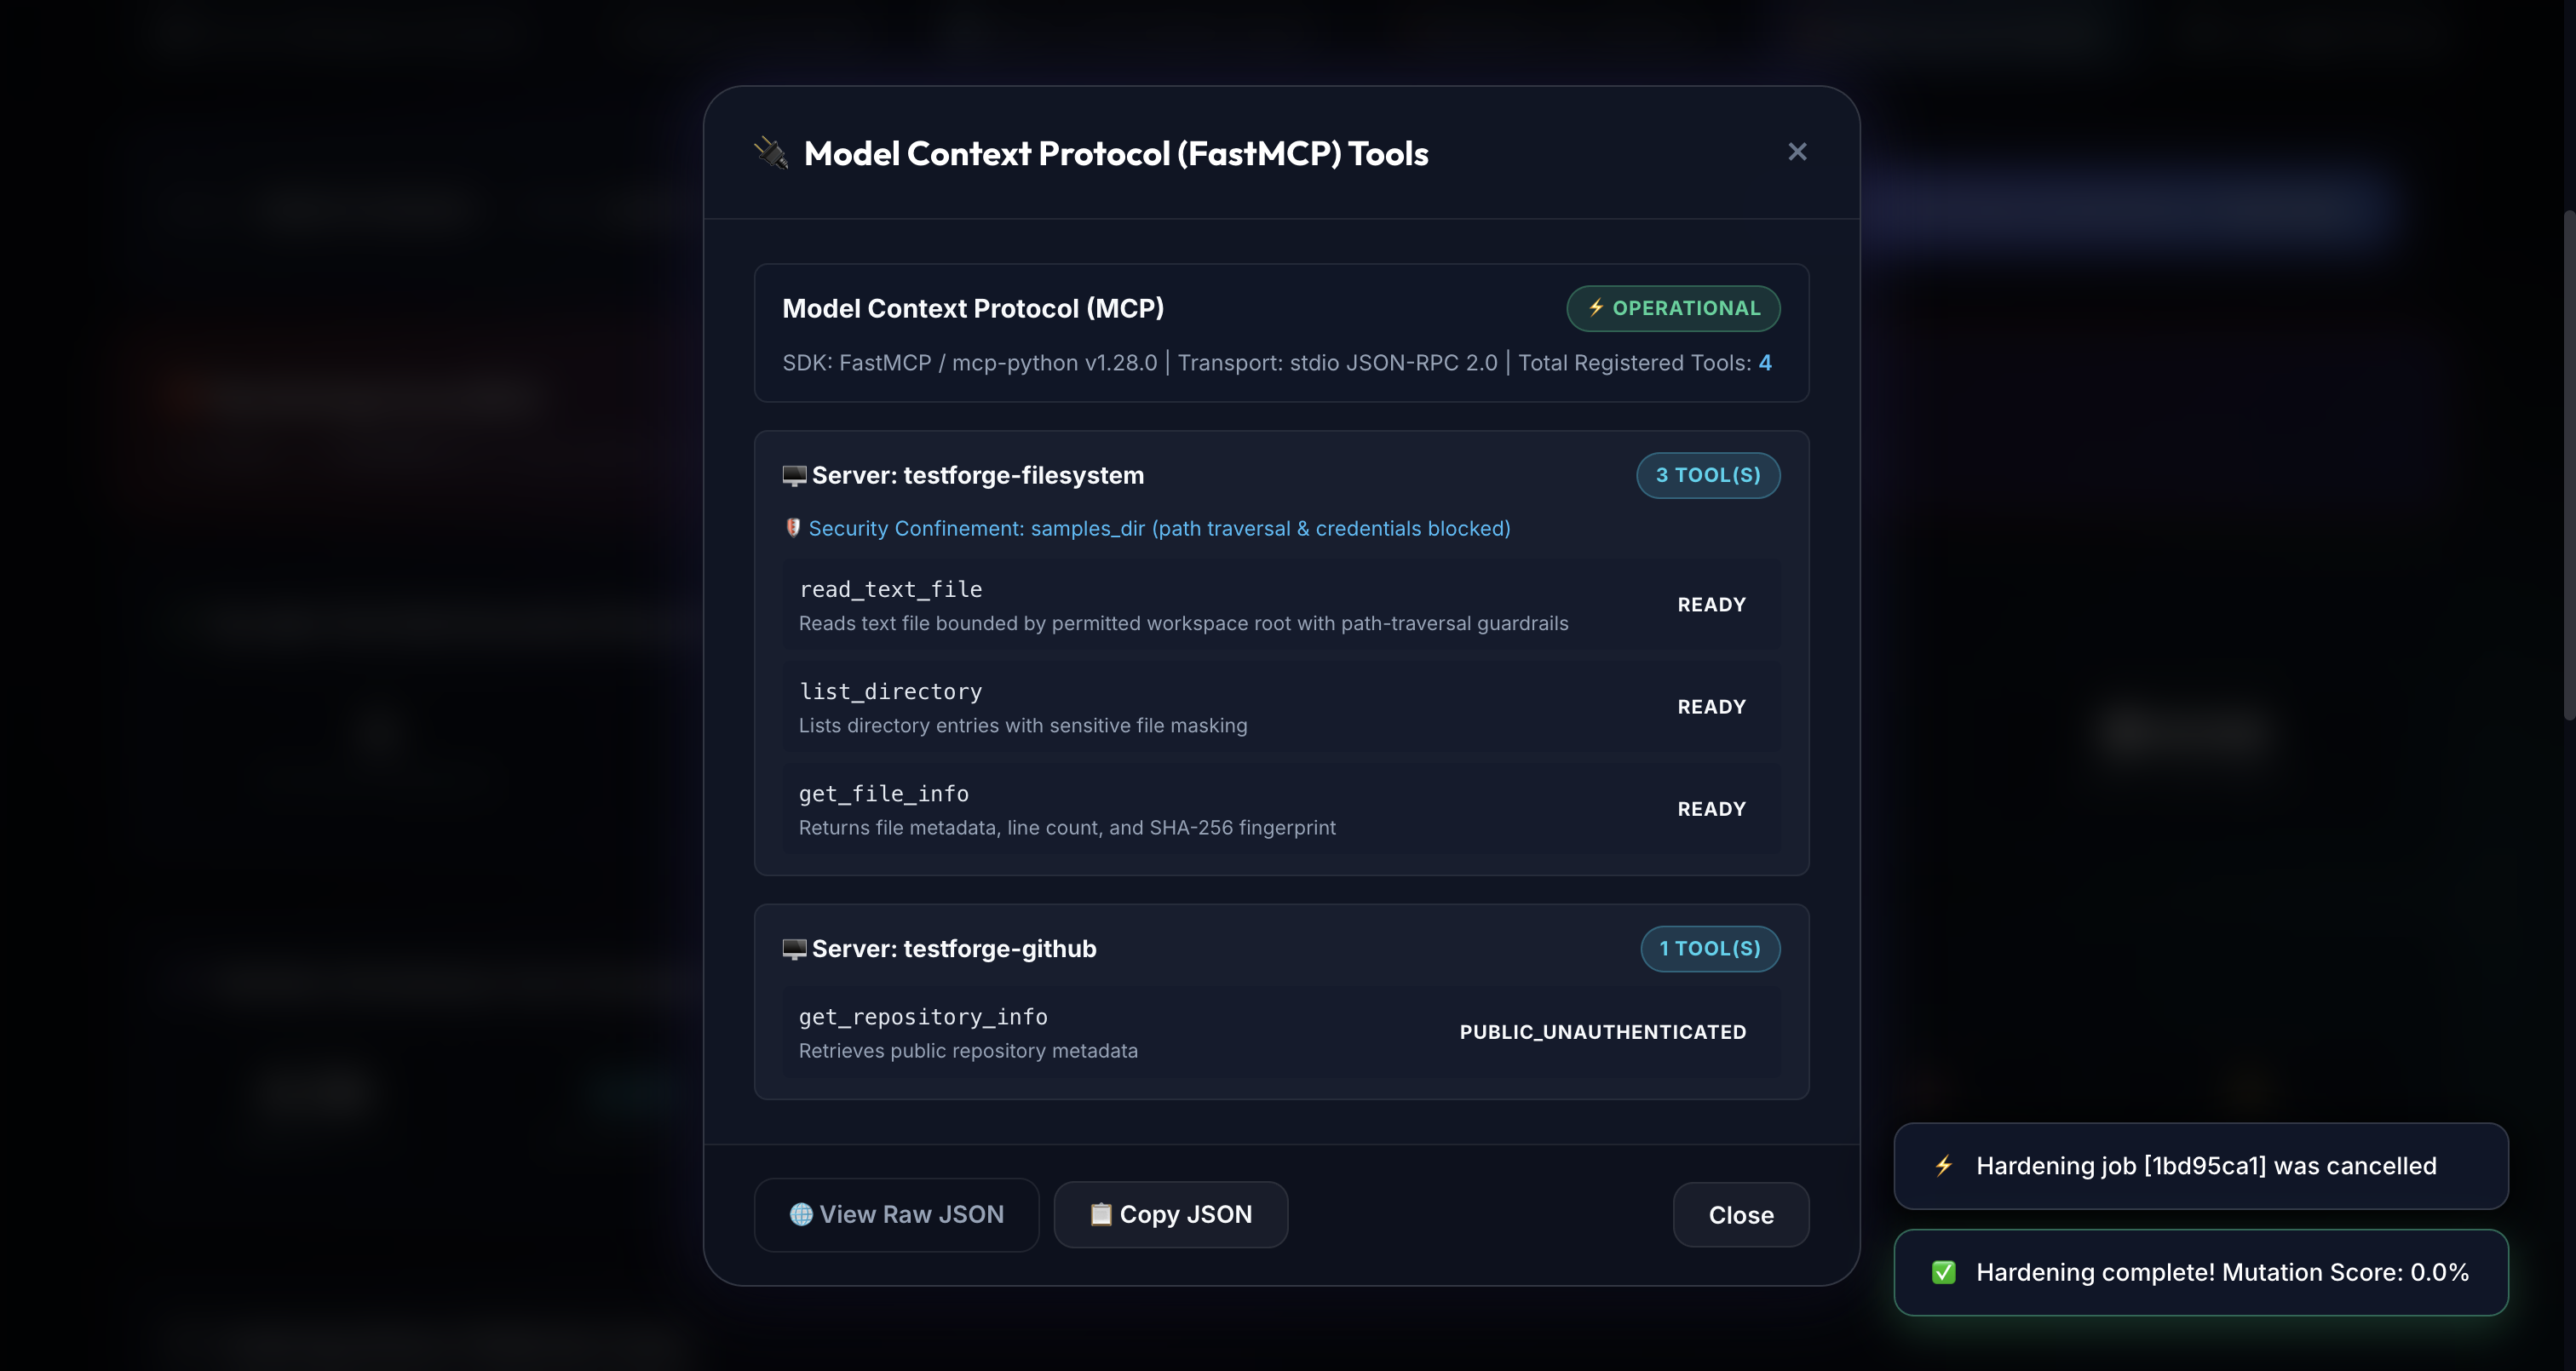 Model Context Protocol (FastMCP) Tools
Model Context Protocol (MCP)
⚡ OPERATIONAL
SDK: FastMCP / mcp-python v1.28.0 | Transport: stdio JSON-RPC 2.0 | Total Registered Tools: 4
Server: testforge-filesystem
3 TOOL(S)
Security Confinement: samples_dir (path traversal & credentials blocked)
read_text_file
Reads text file bounded by permitted workspace root with path-traversal guardrails
READY
list_directory
Lists directory entries with sensitive file masking
READY
get_file_info
Returns file metadata, line count, and SHA-256 fingerprint
READY
Server: testforge-github
1 TOOL(S)
get_repository_info
Retrieves public repository metadata
PUBLIC_UNAUTHENTICATED
View Raw JSON
Copy JSON
Close
Hardening job [1bd95ca1] was cancelled
Hardening complete! Mutation Score: 0.0%